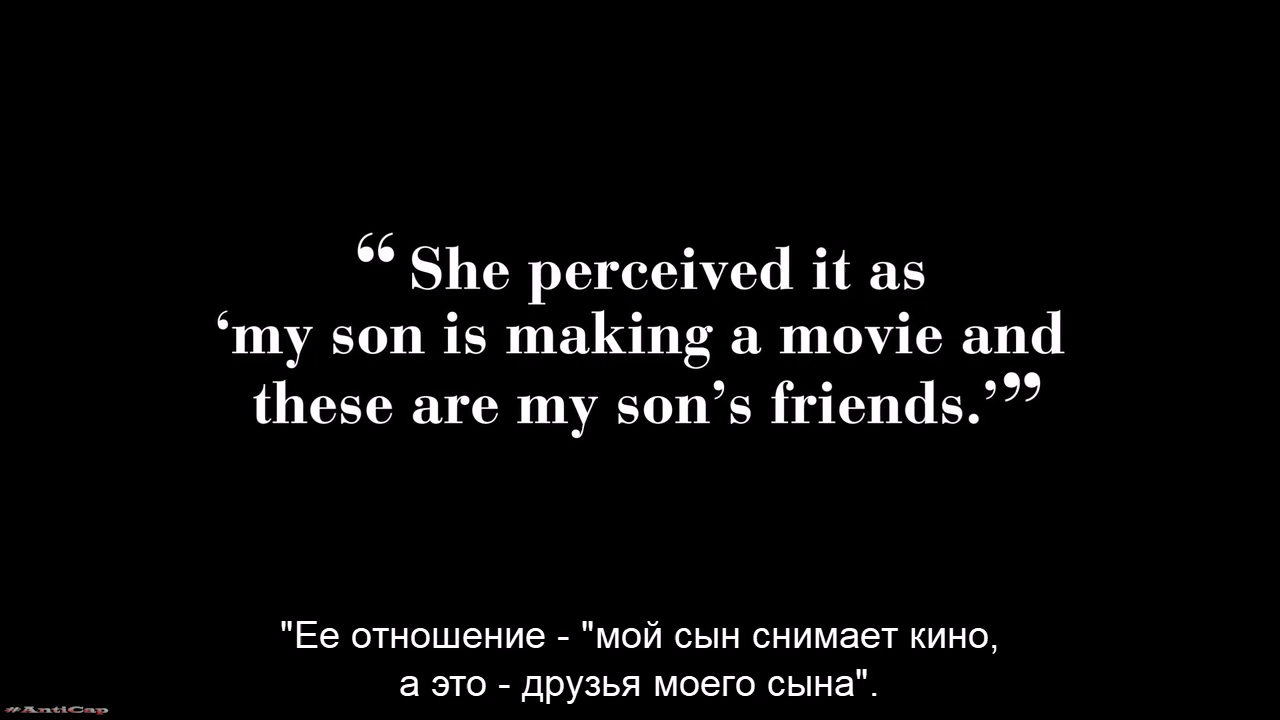 “ She perceived it as
‘my son is making a movie and
these are my son’s friends.’”
"Ее отношение - "мой сын снимает кино,
а это - друзья моего сына".
#AntiCap